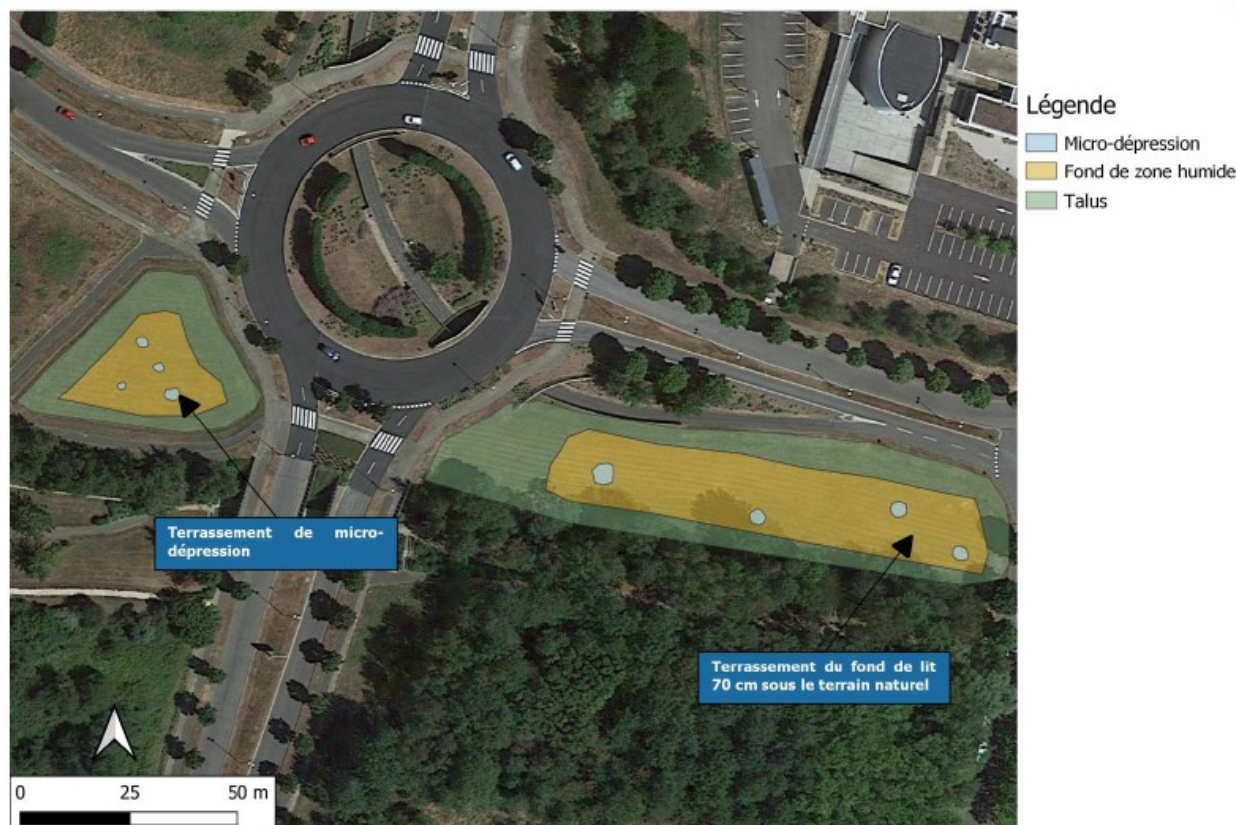 Légende
Micro-dépression
Fond de zone humide
Talus
Terrassement de micro-
dépression
Terrassement du fond de lit
70 cm sous le terrain naturel
0 25 50 m